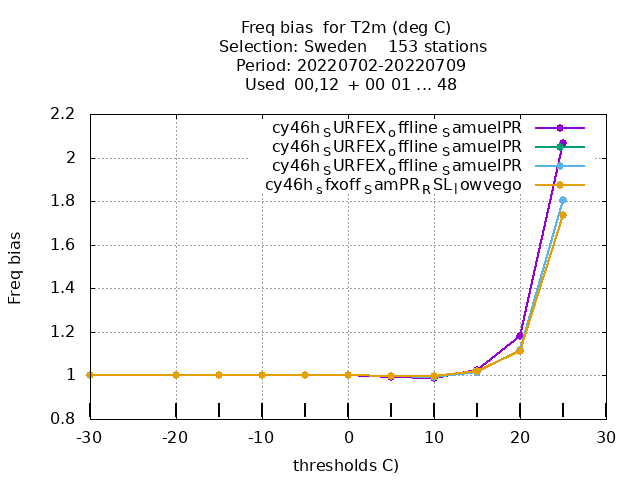 Freq bias  for T2m (deg C)
Selection: Sweden    153 stations
Period: 20220702-20220709
Used  00,12  + 00 01 ... 48
2.2
2
1.8
1.6
1.4
1.2
1
0.8
Freq bias
cy46h_SURFEX_offline_SamuelPR
cy46h_SURFEX_offline_SamuelPR
cy46h_SURFEX_offline_SamuelPR
cy46h_sfxoff_SamPR_RSL_lowvego
-30 -20 -10 0 10 20 30
thresholds C)